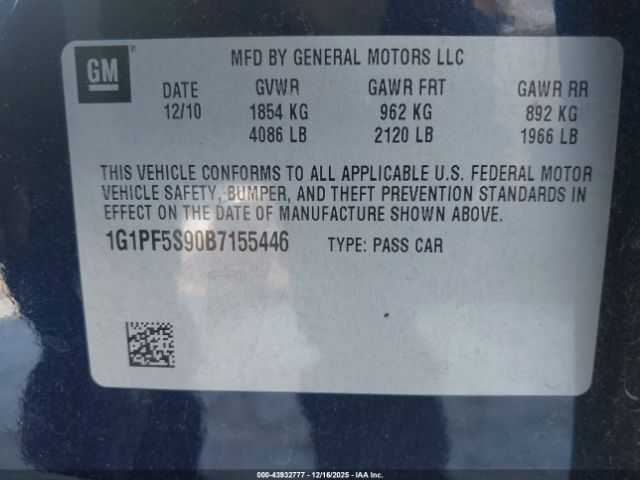 GM
MFD BY GENERAL MOTORS LLC
DATE GVWR GAWR FRT GAWR RR
12/10 1854 KG 962 KG 892 KG
4086 LB 2120 LB 1966 LB
THIS VEHICLE CONFORMS TO ALL APPLICABLE U.S. FEDERAL MOTOR
VEHICLE SAFETY, BUMPER, AND THEFT PREVENTION STANDARDS IN
EFFECT ON THE DATE OF MANUFACTURE SHOWN ABOVE.
1G1PF5S90B7155446 TYPE: PASS CAR
000-43932777 - 12/16/2025 - IAA Inc.